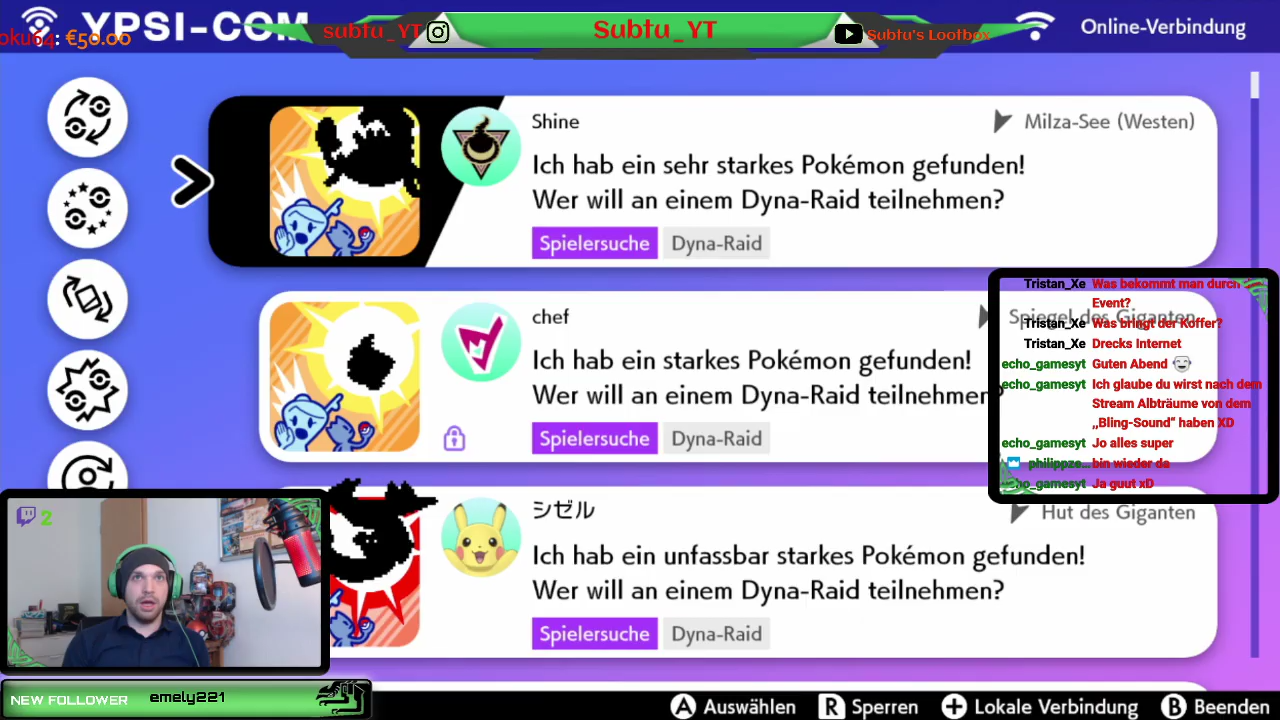 YPSI-COM
oku64: €50.00
subtu_YT
Subtu_YT
Subtu's Lootbox
Online-Verbindung
Shine
Milza-See (Westen)
Ich hab ein sehr starkes Pokémon gefunden!
Wer will an einem Dyna-Raid teilnehmen?
Spielersuche Dyna-Raid
chef
Spiegel des Giganten
Ich hab ein starkes Pokémon gefunden!
Wer will an einem Dyna-Raid teilnehmen?
Spielersuche Dyna-Raid
シゼル
Hut des Giganten
Ich hab ein unfassbar starkes Pokémon gefunden!
Wer will an einem Dyna-Raid teilnehmen?
Spielersuche Dyna-Raid
Tristan_Xe Was bekommt man durch
Event?
Tristan_Xe Was bringt der Koffer?
Tristan_Xe Drecks Internet
echo_gamesyt Guten Abend
echo_gamesyt Ich glaube du wirst nach dem
Stream Albträume von dem
„Bling-Sound“ haben XD
echo_gamesyt Jo alles super
philippze... bin wieder da
echo_gamesyt Ja guut xD
2
NEW FOLLOWER emely221
A Auswählen R Sperren + Lokale Verbindung B Beenden